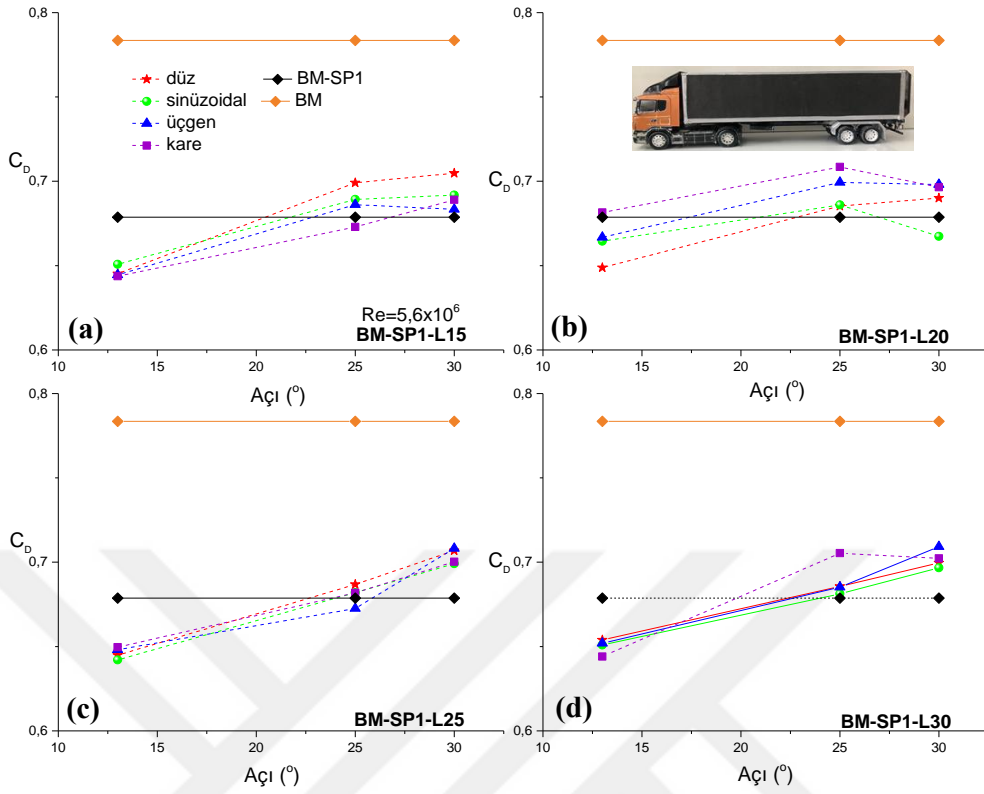 0,8
0,7
0,6
C_D
düz
sinüzoidal
üçgen
kare
BM-SP1
BM
(a)
Re=5,6x10^6
BM-SP1-L15
10 15 20 25 30
Açı (°)
0,8
0,7
0,6
C_D
(b)
BM-SP1-L20
10 15 20 25 30
Açı (°)
0,8
0,7
0,6
C_D
(c)
BM-SP1-L25
10 15 20 25 30
Açı (°)
0,8
0,7
0,6
C_D
(d)
BM-SP1-L30
10 15 20 25 30
Açı (°)